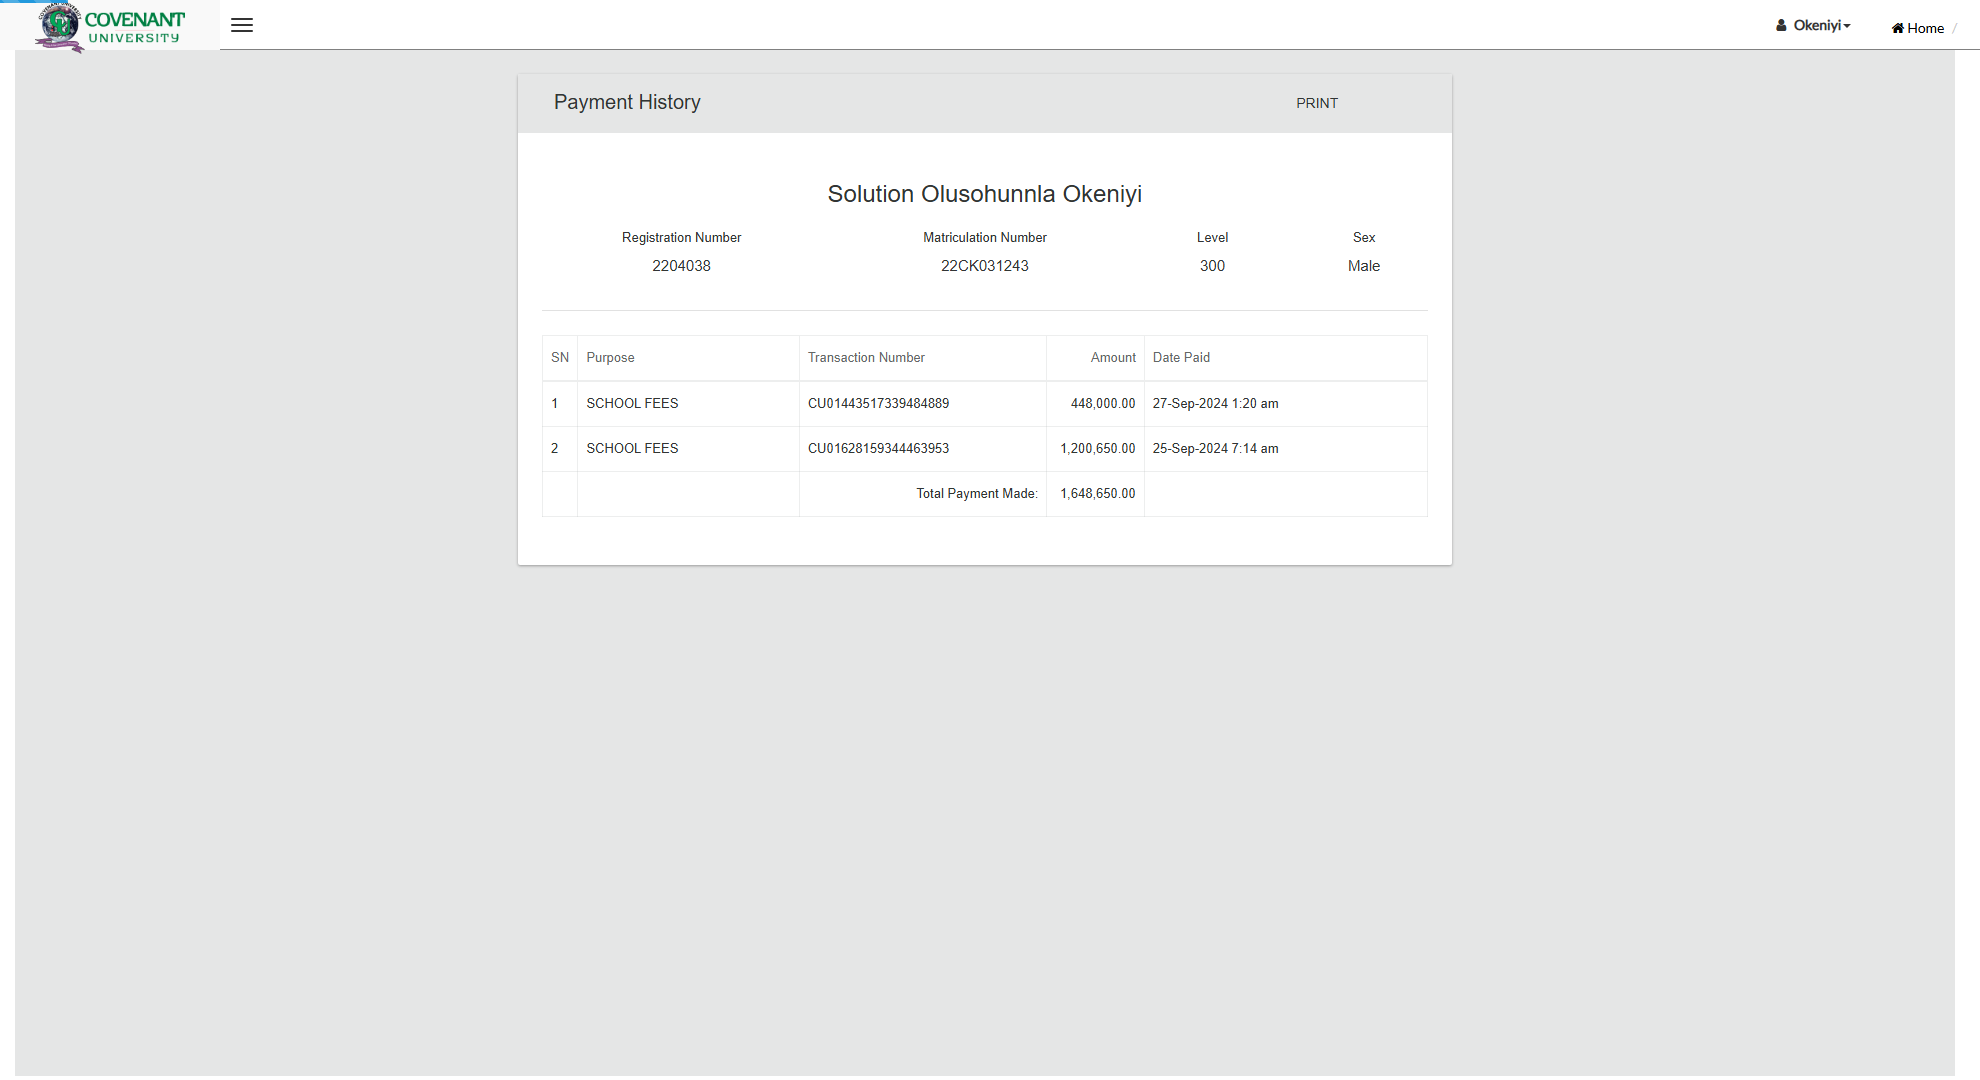 COVENANT
UNIVERSITY
Okeniyi
Home /
Payment History
PRINT
Solution Olusohunnla Okeniyi
Registration Number Matriculation Number Level Sex
2204038 22CK031243 300 Male
SN Purpose Transaction Number Amount Date Paid
1 SCHOOL FEES CU01443517339484889 448,000.00 27-Sep-2024 1:20 am
2 SCHOOL FEES CU01628159344463953 1,200,650.00 25-Sep-2024 7:14 am
Total Payment Made: 1,648,650.00